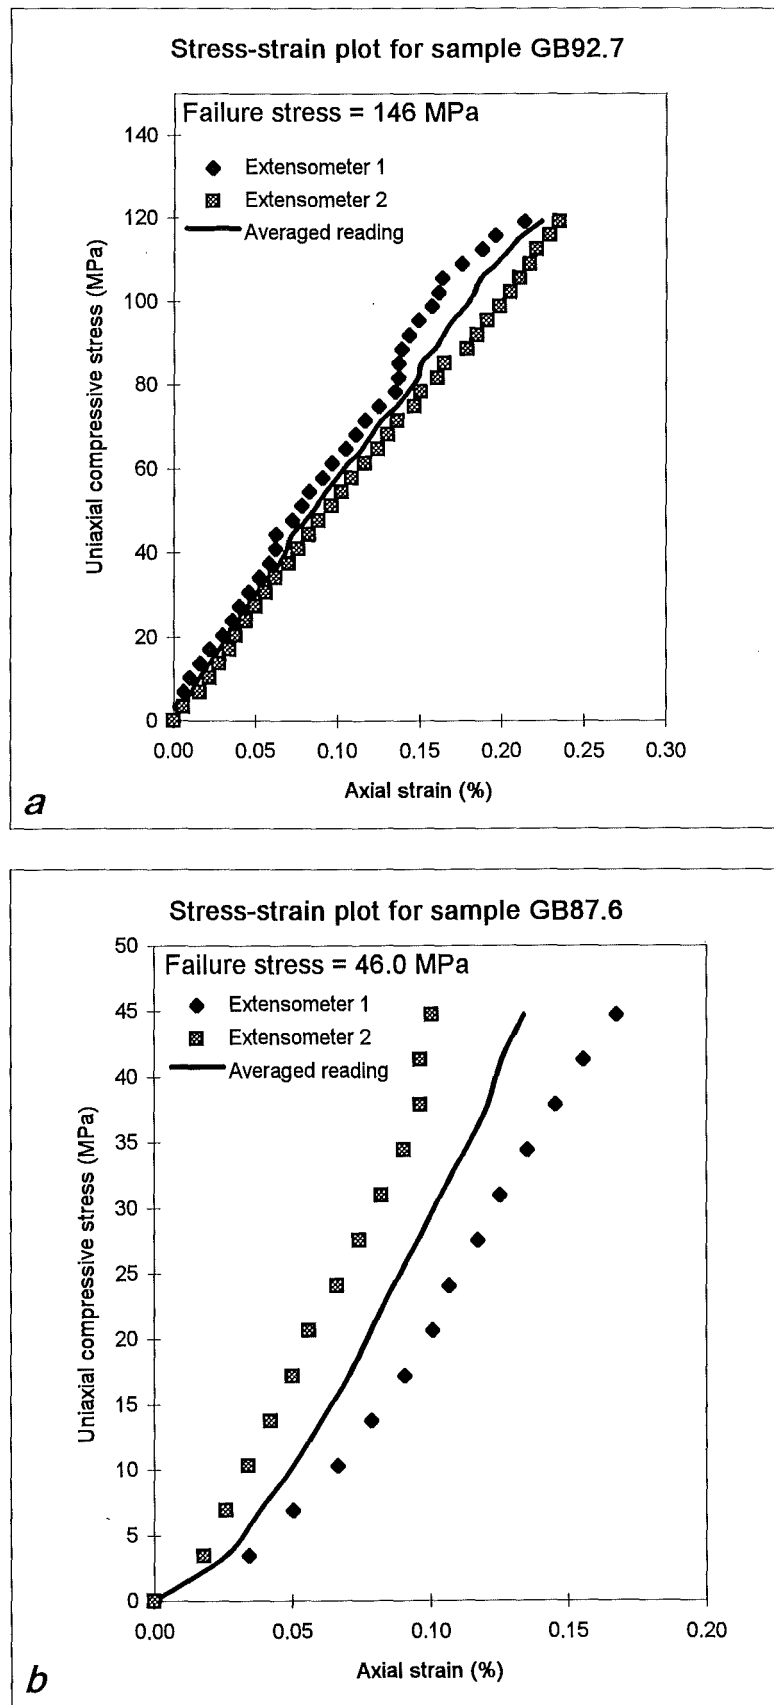 Stress-strain plot for sample GB92.7
Failure stress = 146 MPa
Extensometer 1
Extensometer 2
Averaged reading
Uniaxial compressive stress (MPa)
140
120
100
80
60
40
20
0
0.00 0.05 0.10 0.15 0.20 0.25 0.30
Axial strain (%)
a
Stress-strain plot for sample GB87.6
Failure stress = 46.0 MPa
Extensometer 1
Extensometer 2
Averaged reading
Uniaxial compressive stress (MPa)
50
45
40
35
30
25
20
15
10
5
0
0.00 0.05 0.10 0.15 0.20
Axial strain (%)
b